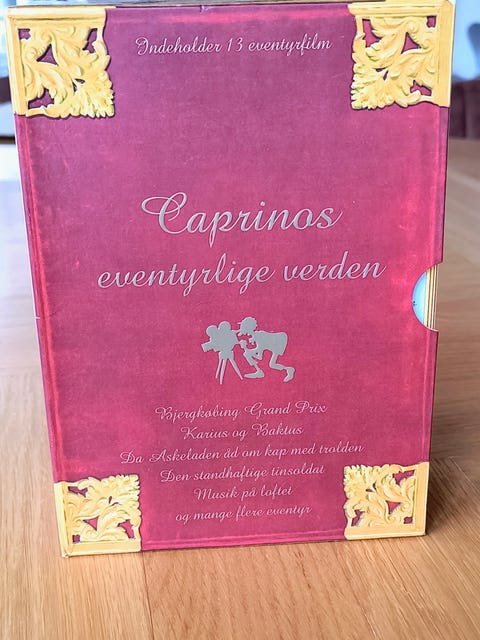 Indeholder 13 eventyrfilm
Caprinos
eventyrlige verden
Bjergkøbing Grand Prix
Karius og Baktus
Da Askeladen åd om kap med trolden
Den standhaftige tinsoldat
Musik på loftet
og mange flere eventyr